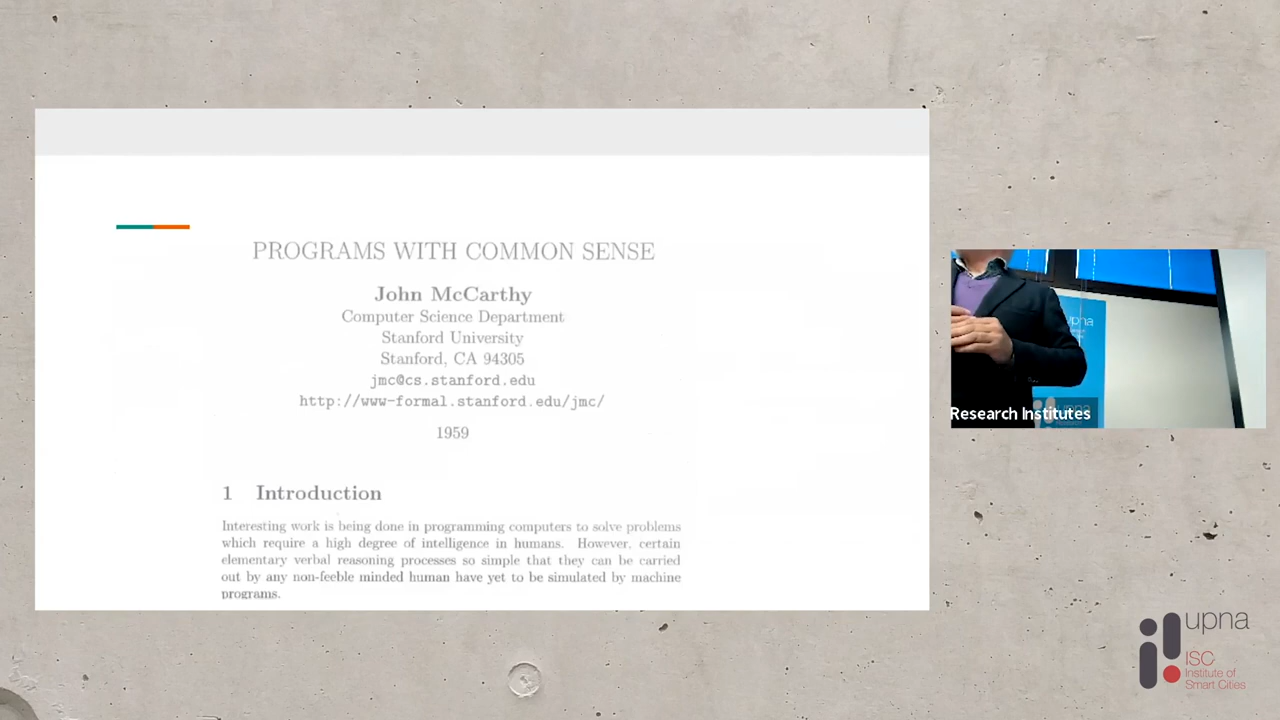 PROGRAMS WITH COMMON SENSE
John McCarthy
Computer Science Department
Stanford University
Stanford, CA 94305
jmc@cs.stanford.edu
http://www-formal.stanford.edu/jmc/
1959
1 Introduction
Interesting work is being done in programming computers to solve problems
which require a high degree of intelligence in humans. However, certain
elementary verbal reasoning processes so simple that they can be carried
out by any non-feeble minded human have yet to be simulated by machine
programs.
upna
Research Institutes
upna
ISC
Institute of
Smart Cities